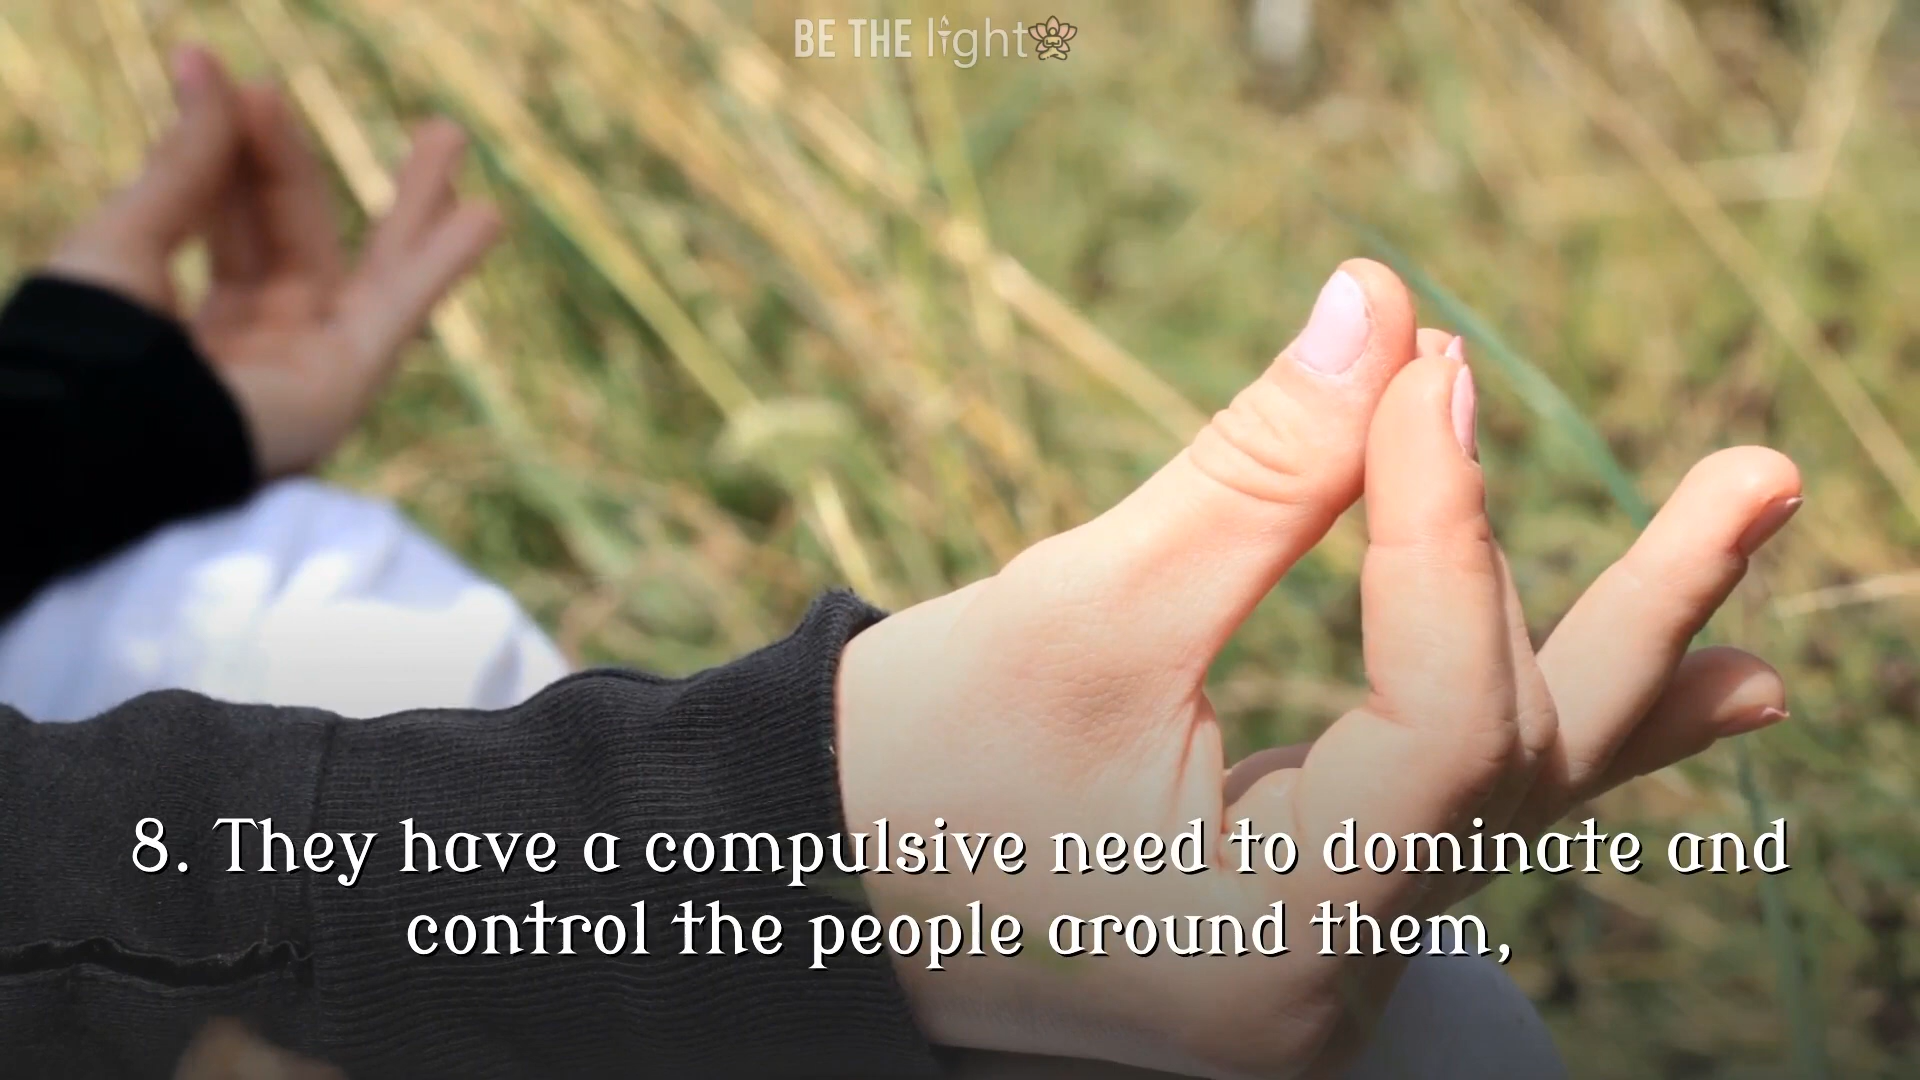 BE THE light
8. They have a compulsive need to dominate and
control the people around them,